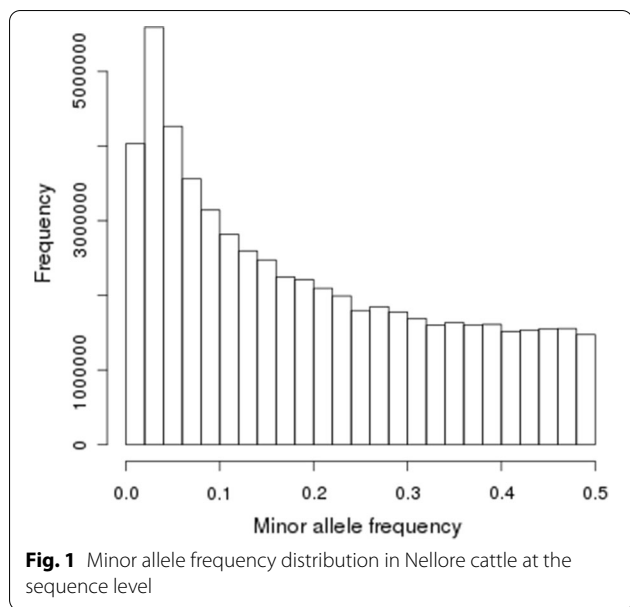 5000000
3000000
1000000
0
Frequency
0.0 0.1 0.2 0.3 0.4 0.5
Minor allele frequency
Fig. 1 Minor allele frequency distribution in Nellore cattle at the
sequence level